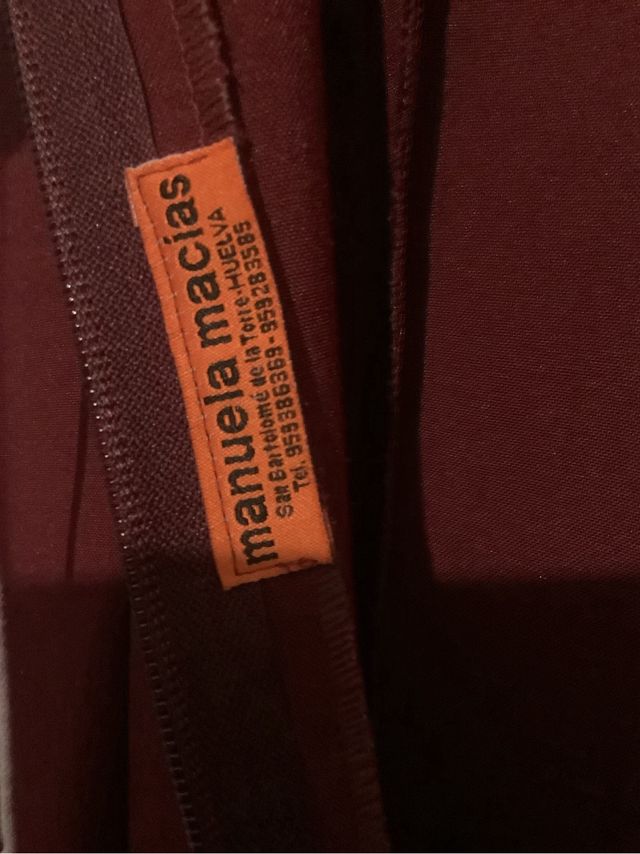 manuela macías
San Bartolomé de la Torre-HUELVA
Tel. 959386369-959283585